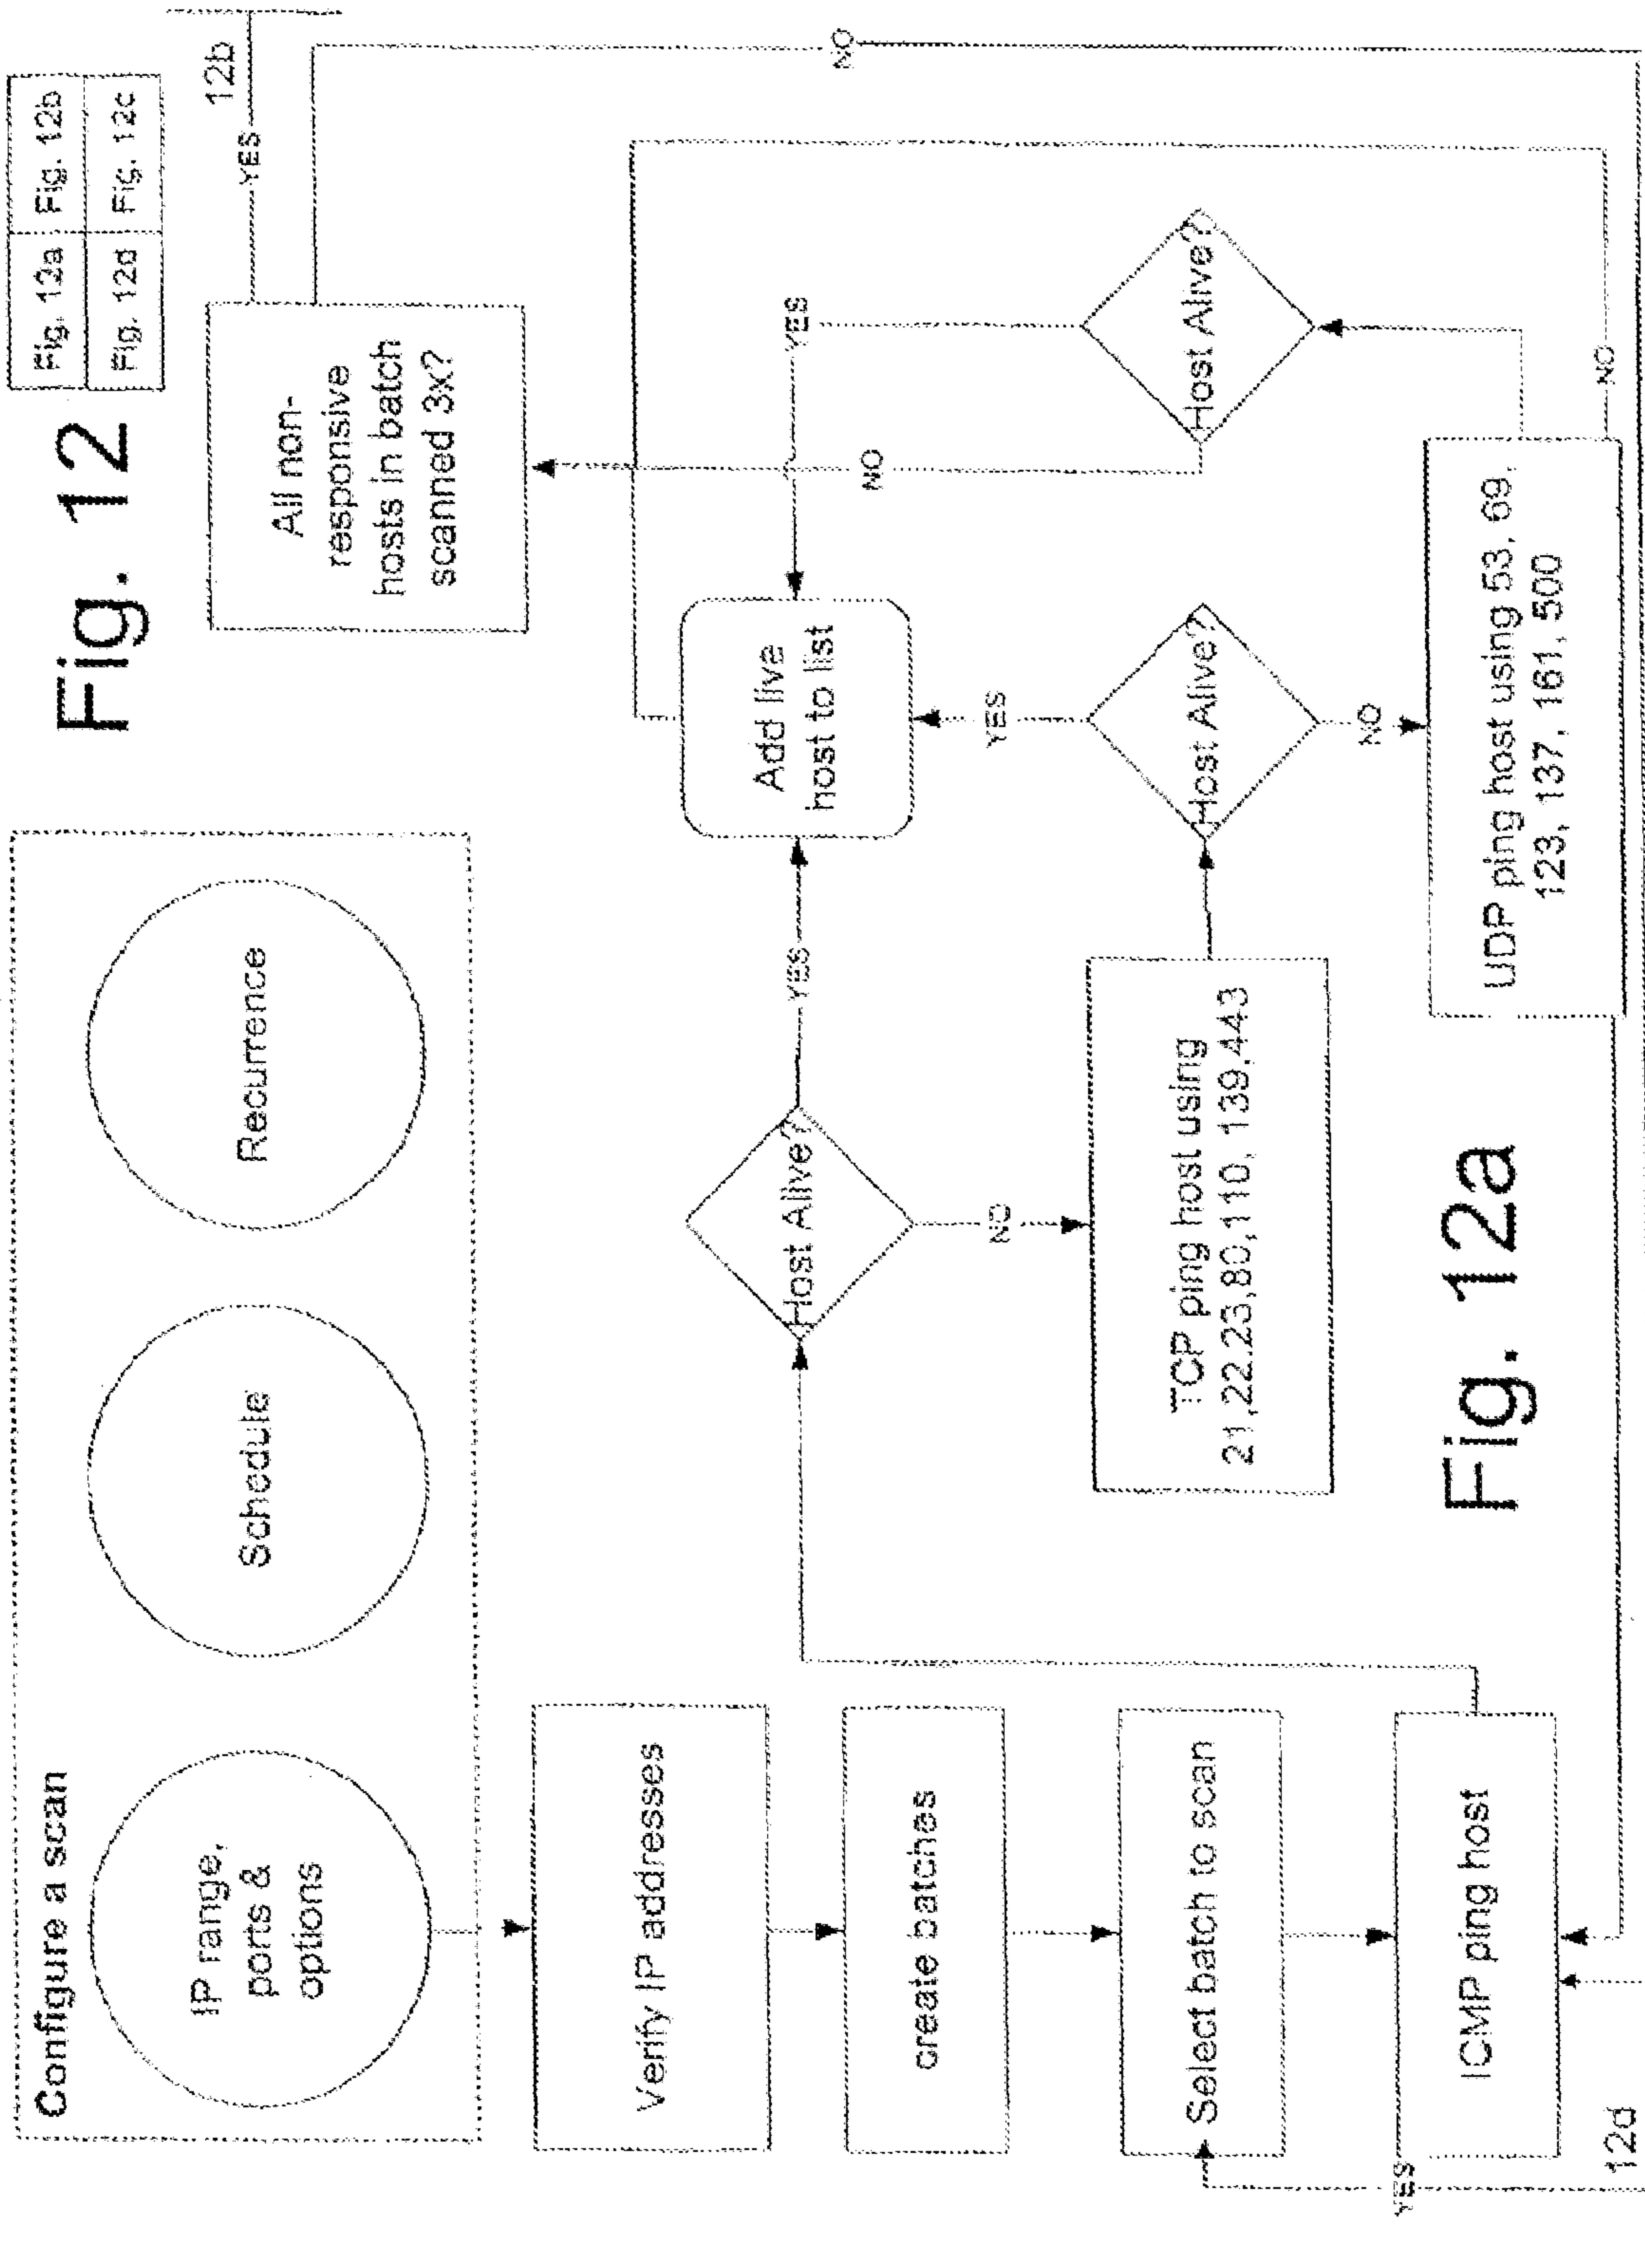 Fig. 12
Fig. 12a
Fig. 12b
Fig. 12d
Fig. 12c
Configure a scan
IP range,
ports &
options
Schedule
Recurrence
Verify IP addresses
create batches
Select batch to scan
ICMP ping host
YES
12d
Host Alive?
YES
NO
TCP ping host using
21,22,23,80,110,139,443
Host Alive?
YES
NO
Add live
host to list
UDP ping host using 53, 69,
123, 137, 161, 500
Host Alive?
YES
NO
NO
All non-
responsive
hosts in batch
scanned 3x?
YES
12b
NO
Fig. 12a